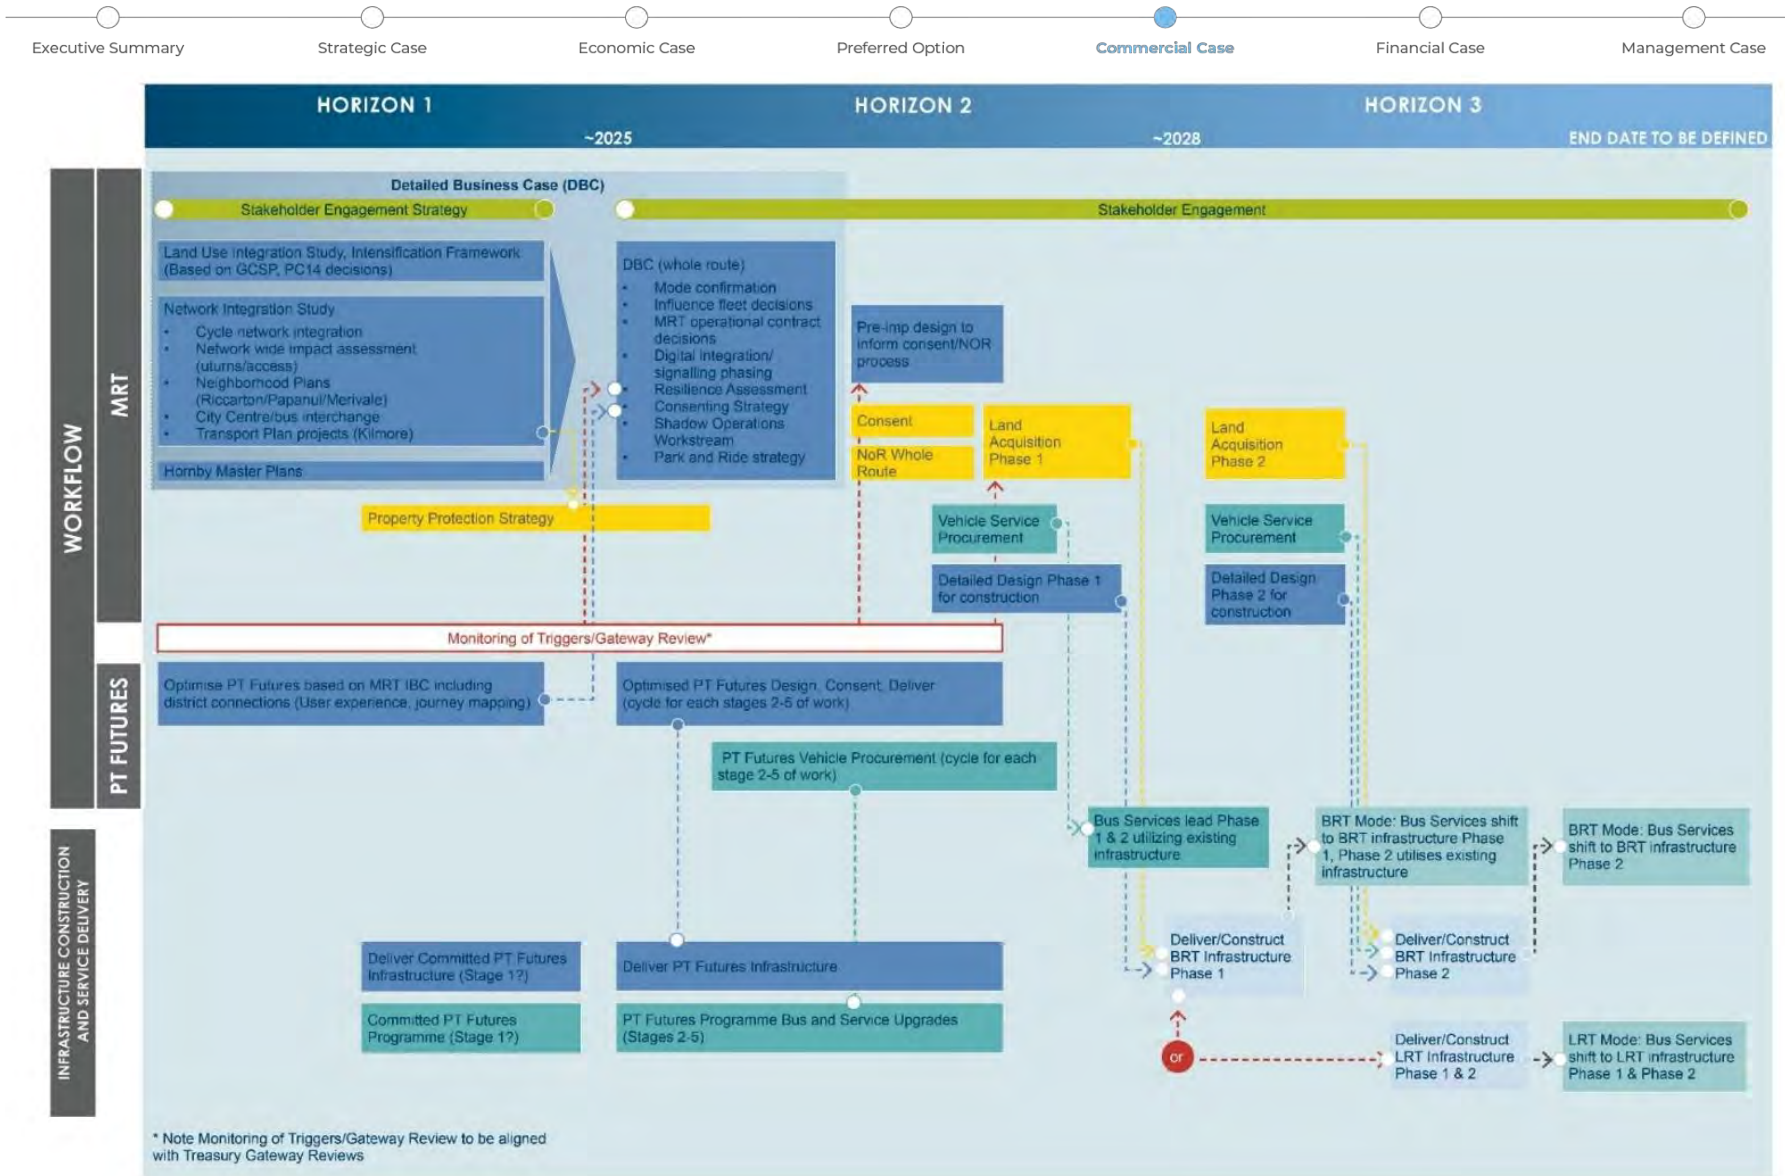 Executive Summary
Strategic Case
Economic Case
Preferred Option
Commercial Case
Financial Case
Management Case
HORIZON 1
HORIZON 2
HORIZON 3
~2025
~2028
END DATE TO BE DEFINED
WORKFLOW
MRT
Detailed Business Case (DBC)
Stakeholder Engagement Strategy
Stakeholder Engagement
Land Use Integration Study, Intensification Framework
(Based on GCSP, PC14 decisions)
Network Integration Study
• Cycle network integration
• Network wide impact assessment
(uturns/access)
• Neighborhood Plans
(Riccarton/Papanui/Merivale)
• City Centre/bus interchange
• Transport Plan projects (Kilmore)
Hornby Master Plans
DBC (whole route)
• Mode confirmation
• Influence fleet decisions
• MRT operational contract
decisions
• Digital integration/
signalling phasing
• Resilience Assessment
• Consenting Strategy
• Shadow Operations
Workstream
• Park and Ride strategy
Pre-imp design to
inform consent/NOR
process
Consent
NoR Whole
Route
Land
Acquisition
Phase 1
Land
Acquisition
Phase 2
Property Protection Strategy
Vehicle Service
Procurement
Vehicle Service
Procurement
Detailed Design Phase 1
for construction
Detailed Design
Phase 2 for
construction
Monitoring of Triggers/Gateway Review*
PT FUTURES
Optimise PT Futures based on MRT IBC including
district connections (User experience, journey mapping)
Optimised PT Futures Design, Consent, Deliver
(cycle for each stages 2-5 of work)
PT Futures Vehicle Procurement (cycle for each
stage 2-5 of work)
INFRASTRUCTURE CONSTRUCTION
AND SERVICE DELIVERY
Bus Services lead Phase
1 & 2 utilizing existing
infrastructure
BRT Mode: Bus Services shift
to BRT infrastructure Phase
1, Phase 2 utilises existing
infrastructure
BRT Mode: Bus Services
shift to BRT infrastructure
Phase 2
Deliver Committed PT Futures
Infrastructure (Stage 1?)
Deliver PT Futures Infrastructure
Deliver/Construct
BRT Infrastructure
Phase 1
Deliver/Construct
BRT Infrastructure
Phase 2
Committed PT Futures
Programme (Stage 1?)
PT Futures Programme Bus and Service Upgrades
(Stages 2-5)
or
Deliver/Construct
LRT Infrastructure
Phase 1 & 2
LRT Mode: Bus Services
shift to LRT infrastructure
Phase 1 & Phase 2
* Note Monitoring of Triggers/Gateway Review to be aligned
with Treasury Gateway Reviews